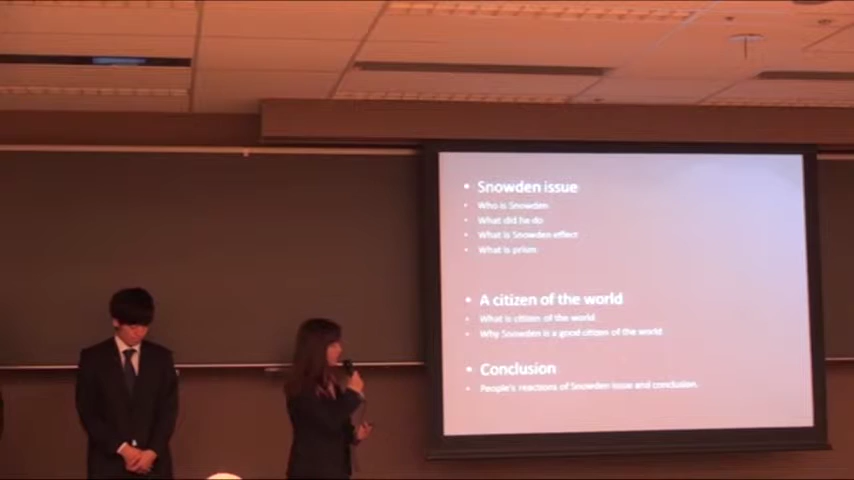 • Snowden issue
• Who is Snowden
• What did he do
• What is Snowden effect
• What is prism
• A citizen of the world
• What is citizen of the world
• Why Snowden is a good citizen of the world
• Conclusion
• People's reactions of Snowden issue and conclusion